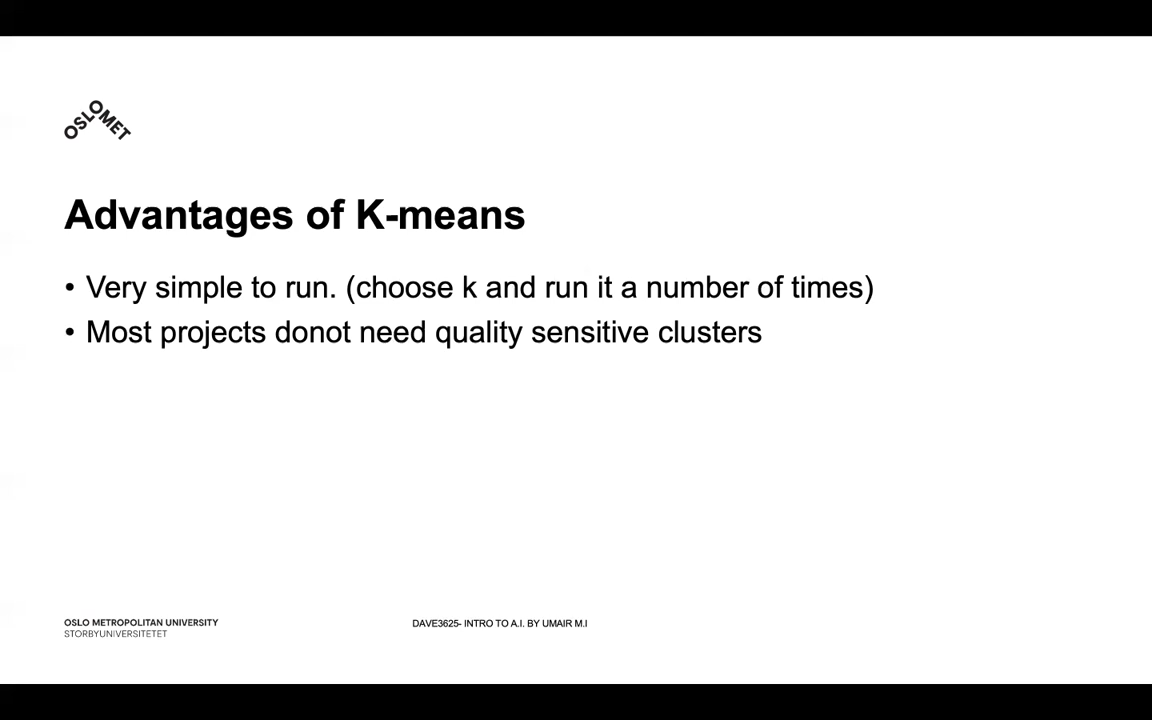 OSLOMET
Advantages of K-means
• Very simple to run. (choose k and run it a number of times)
• Most projects donot need quality sensitive clusters
OSLO METROPOLITAN UNIVERSITY
STORBYUNIVERSITETET
DAVE3625- INTRO TO A.I. BY UMAIR M.I